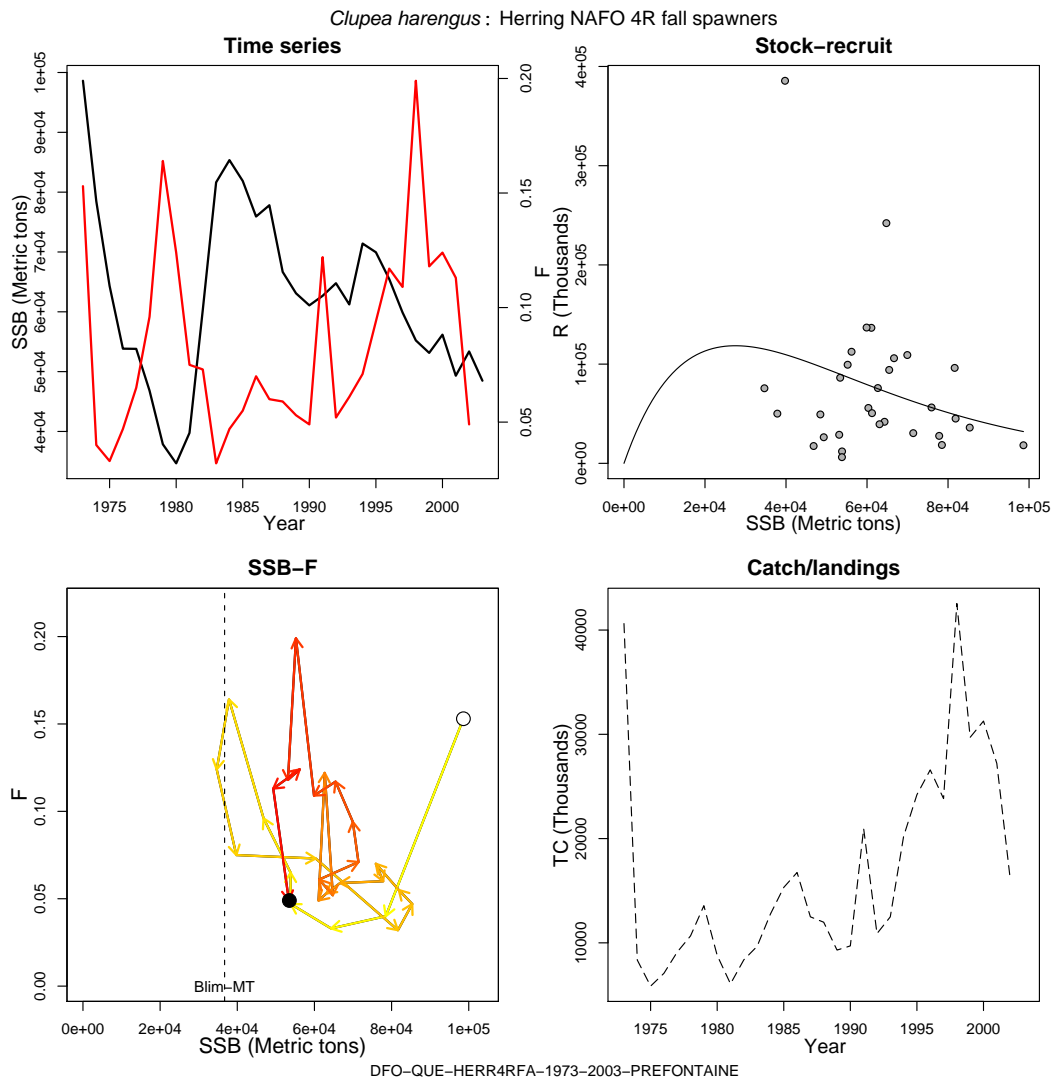 Clupea harengus : Herring NAFO 4R fall spawners
Time series
SSB (Metric tons)
4e+04 5e+04 6e+04 7e+04 8e+04 9e+04 1e+05
0.05 0.10 0.15 0.20
F
1975 1980 1985 1990 1995 2000
Year
Stock−recruit
R (Thousands)
0e+00 1e+05 2e+05 3e+05 4e+05
0e+00 2e+04 4e+04 6e+04 8e+04 1e+05
SSB (Metric tons)
SSB−F
F
0.00 0.05 0.10 0.15 0.20
Blim−MT
0e+00 2e+04 4e+04 6e+04 8e+04 1e+05
SSB (Metric tons)
Catch/landings
TC (Thousands)
10000 20000 30000 40000
1975 1980 1985 1990 1995 2000
Year
DFO−QUE−HERR4RFA−1973−2003−PREFONTAINE